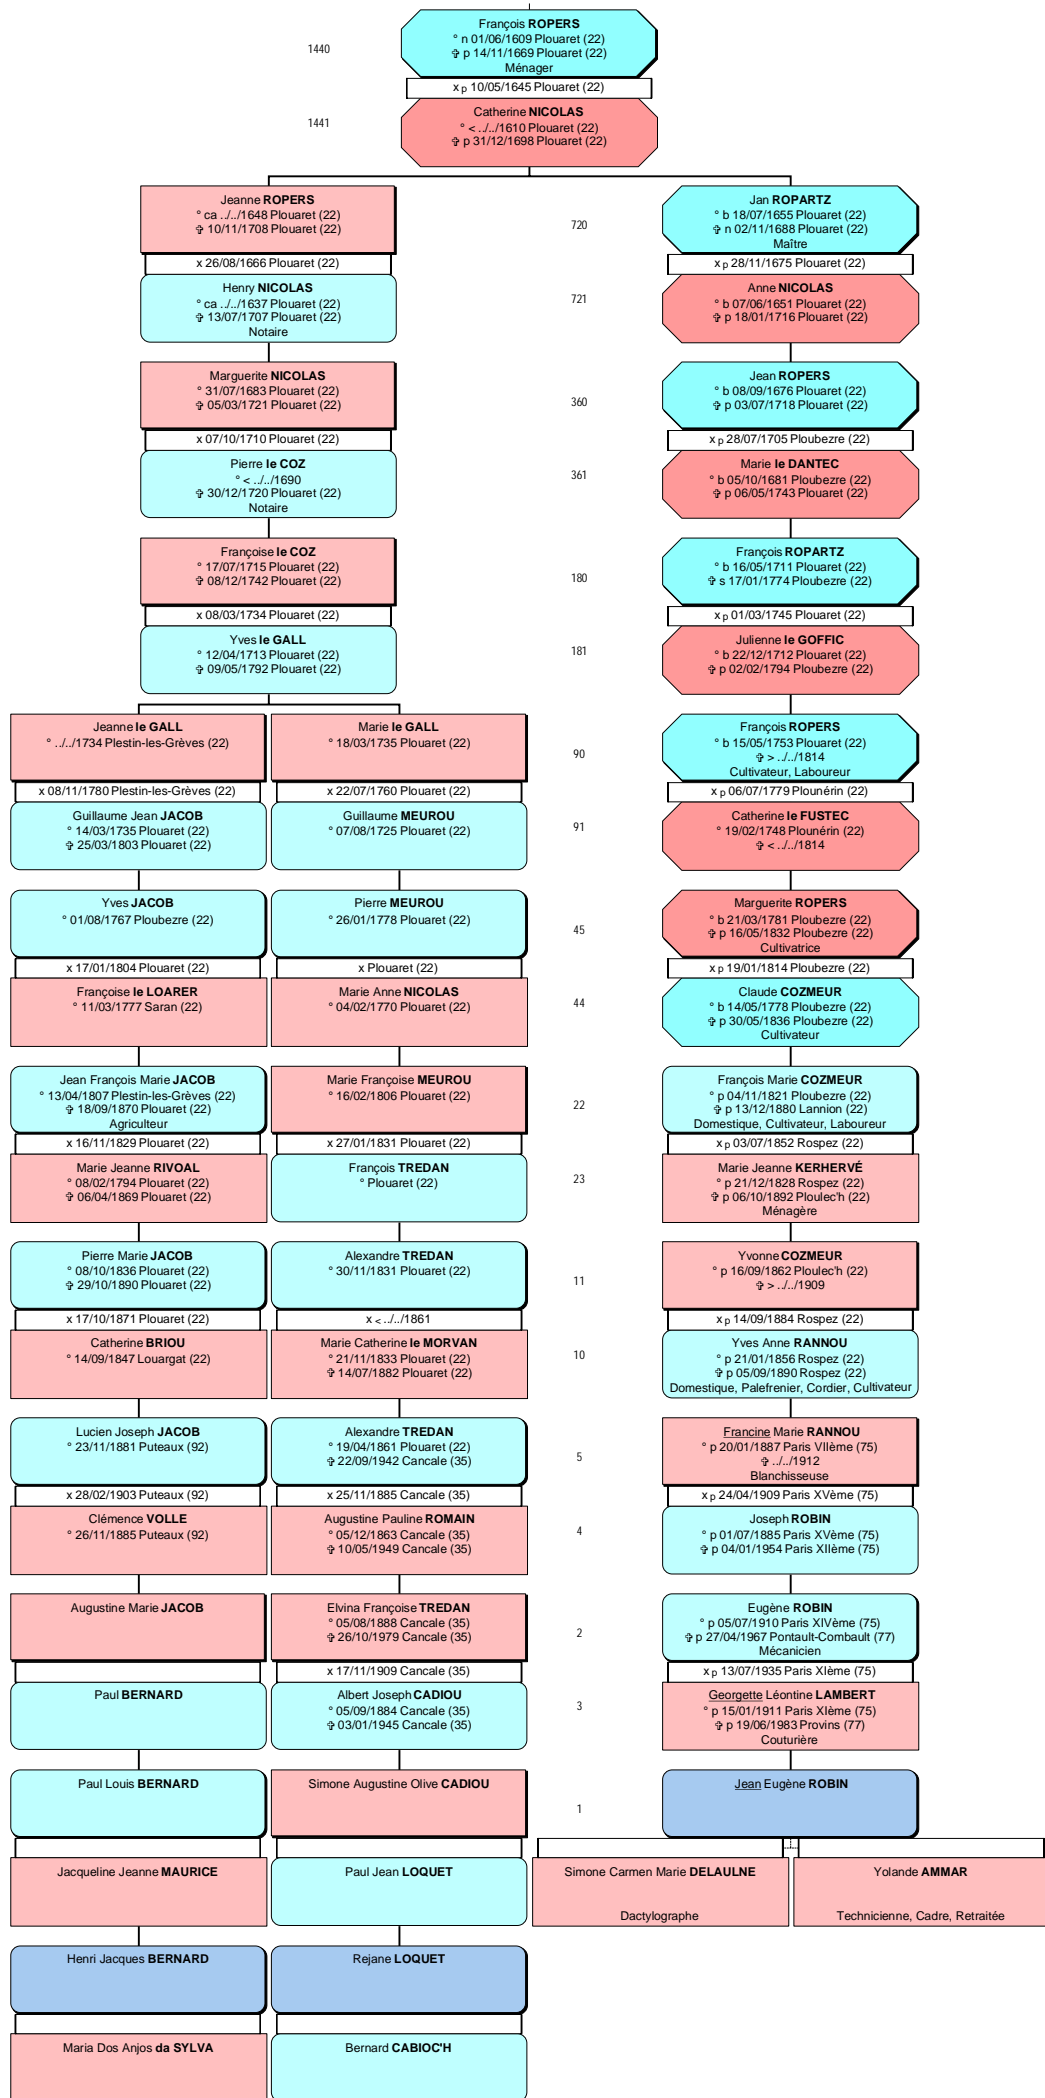 François ROPERS
° n 01/06/1609 Plouaret (22)
✞ p 14/11/1669 Plouaret (22)
Ménager
1440
x p 10/05/1645 Plouaret (22)
Catherine NICOLAS
° < ../../1610 Plouaret (22)
✞ p 31/12/1698 Plouaret (22)
1441
Jeanne ROPERS
° ca ../../1648 Plouaret (22)
✞ 10/11/1708 Plouaret (22)
x 26/08/1666 Plouaret (22)
Henry NICOLAS
° ca ../../1637 Plouaret (22)
✞ 13/07/1707 Plouaret (22)
Notaire
720
721
Jan ROPARTZ
° b 18/07/1655 Plouaret (22)
✞ n 02/11/1688 Plouaret (22)
Maître
x p 28/11/1675 Plouaret (22)
Anne NICOLAS
° b 07/06/1651 Plouaret (22)
✞ p 18/01/1716 Plouaret (22)
Marguerite NICOLAS
° 31/07/1683 Plouaret (22)
✞ 05/03/1721 Plouaret (22)
x 07/10/1710 Plouaret (22)
Pierre le COZ
° < ../../1690
✞ 30/12/1720 Plouaret (22)
Notaire
360
361
Jean ROPERS
° b 08/09/1676 Plouaret (22)
✞ p 03/07/1718 Plouaret (22)
x p 28/07/1705 Ploubezre (22)
Marie le DANTEC
° b 05/10/1681 Ploubezre (22)
✞ p 06/05/1743 Plouaret (22)
Françoise le COZ
° 17/07/1715 Plouaret (22)
✞ 08/12/1742 Plouaret (22)
x 08/03/1734 Plouaret (22)
Yves le GALL
° 12/04/1713 Plouaret (22)
✞ 09/05/1792 Plouaret (22)
180
181
François ROPARTZ
° b 16/05/1711 Plouaret (22)
✞ s 17/01/1774 Ploubezre (22)
x p 01/03/1745 Plouaret (22)
Julienne le GOFFIC
° b 22/12/1712 Plouaret (22)
✞ p 02/02/1794 Ploubezre (22)
Jeanne le GALL
° ../../1734 Plestin-les-Grèves (22)
x 08/11/1780 Plestin-les-Grèves (22)
Guillaume Jean JACOB
° 14/03/1735 Plouaret (22)
✞ 25/03/1803 Plouaret (22)
Marie le GALL
° 18/03/1735 Plouaret (22)
x 22/07/1760 Plouaret (22)
Guillaume MEUROU
° 07/08/1725 Plouaret (22)
90
91
François ROPERS
° b 15/05/1753 Plouaret (22)
✞ > ../../1814
Cultivateur, Laboureur
x p 06/07/1779 Plounérin (22)
Catherine le FUSTEC
° 19/02/1748 Plounérin (22)
✞ < ../../1814
Yves JACOB
° 01/08/1767 Ploubezre (22)
x 17/01/1804 Plouaret (22)
Françoise le LOARER
° 11/03/1777 Saran (22)
Pierre MEUROU
° 26/01/1778 Plouaret (22)
x Plouaret (22)
Marie Anne NICOLAS
° 04/02/1770 Plouaret (22)
45
44
Marguerite ROPERS
° b 21/03/1781 Ploubezre (22)
✞ p 16/05/1832 Ploubezre (22)
Cultivatrice
x p 19/01/1814 Ploubezre (22)
Claude COZMEUR
° b 14/05/1778 Ploubezre (22)
✞ p 30/05/1836 Ploubezre (22)
Cultivateur
Jean François Marie JACOB
° 13/04/1807 Plestin-les-Grèves (22)
✞ 18/09/1870 Plouaret (22)
Agriculteur
x 16/11/1829 Plouaret (22)
Marie Jeanne RIVOAL
° 08/02/1794 Plouaret (22)
✞ 06/04/1869 Plouaret (22)
Marie Françoise MEUROU
° 16/02/1806 Plouaret (22)
x 27/01/1831 Plouaret (22)
François TREDAN
° Plouaret (22)
22
23
François Marie COZMEUR
° p 04/11/1821 Ploubezre (22)
✞ p 13/12/1880 Lannion (22)
Domestique, Cultivateur, Laboureur
x p 03/07/1852 Rospez (22)
Marie Jeanne KERHERVÉ
° p 21/12/1828 Rospez (22)
✞ p 06/10/1892 Ploulec'h (22)
Ménagère
Pierre Marie JACOB
° 08/10/1836 Plouaret (22)
✞ 29/10/1890 Plouaret (22)
x 17/10/1871 Plouaret (22)
Catherine BRIOU
° 14/09/1847 Louargat (22)
Alexandre TREDAN
° 30/11/1831 Plouaret (22)
x < ../../1861
Marie Catherine le MORVAN
° 21/11/1833 Plouaret (22)
✞ 14/07/1882 Plouaret (22)
11
10
Yvonne COZMEUR
° p 16/09/1862 Ploulec'h (22)
✞ > ../../1909
x p 14/09/1884 Rospez (22)
Yves Anne RANNOU
° p 21/01/1856 Rospez (22)
✞ p 05/09/1890 Rospez (22)
Domestique, Palefrenier, Cordier, Cultivateur
Lucien Joseph JACOB
° 23/11/1881 Puteaux (92)
x 28/02/1903 Puteaux (92)
Clémence VOLLE
° 26/11/1885 Puteaux (92)
Alexandre TREDAN
° 19/04/1861 Plouaret (22)
✞ 22/09/1942 Cancale (35)
x 25/11/1885 Cancale (35)
Augustine Pauline ROMAIN
° 05/12/1863 Cancale (35)
✞ 10/05/1949 Cancale (35)
5
4
Francine Marie RANNOU
° p 20/01/1887 Paris VIIème (75)
✞ ../../1912
Blanchisseuse
x p 24/04/1909 Paris XVème (75)
Joseph ROBIN
° p 01/07/1885 Paris XVème (75)
✞ p 04/01/1954 Paris XIIème (75)
Augustine Marie JACOB
Paul BERNARD
Elvina Françoise TREDAN
° 05/08/1888 Cancale (35)
✞ 26/10/1979 Cancale (35)
x 17/11/1909 Cancale (35)
Albert Joseph CADIOU
° 05/09/1884 Cancale (35)
✞ 03/01/1945 Cancale (35)
2
3
Eugène ROBIN
° p 05/07/1910 Paris XIVème (75)
✞ p 27/04/1967 Pontault-Combault (77)
Mécanicien
x p 13/07/1935 Paris XIème (75)
Georgette Léontine LAMBERT
° p 15/01/1911 Paris XIème (75)
✞ p 19/06/1983 Provins (77)
Couturière
Paul Louis BERNARD
Jacqueline Jeanne MAURICE
Simone Augustine Olive CADIOU
Paul Jean LOQUET
1
Jean Eugène ROBIN
Simone Carmen Marie DELAULNE
Dactylographe
Yolande AMMAR
Technicienne, Cadre, Retraitée
Henri Jacques BERNARD
Maria Dos Anjos da SYLVA
Rejane LOQUET
Bernard CABIOC'H